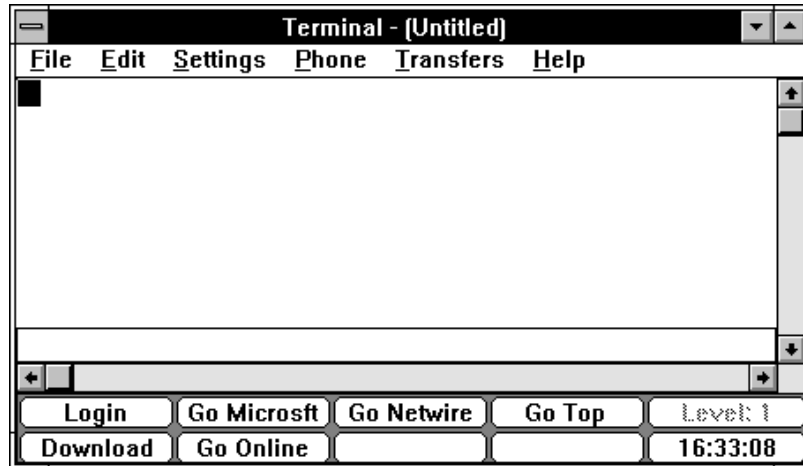 Terminal - (Untitled)
File Edit Settings Phone Transfers Help
Login Go Microsft Go Netwire Go Top Level: 1
Download Go Online 16:33:08